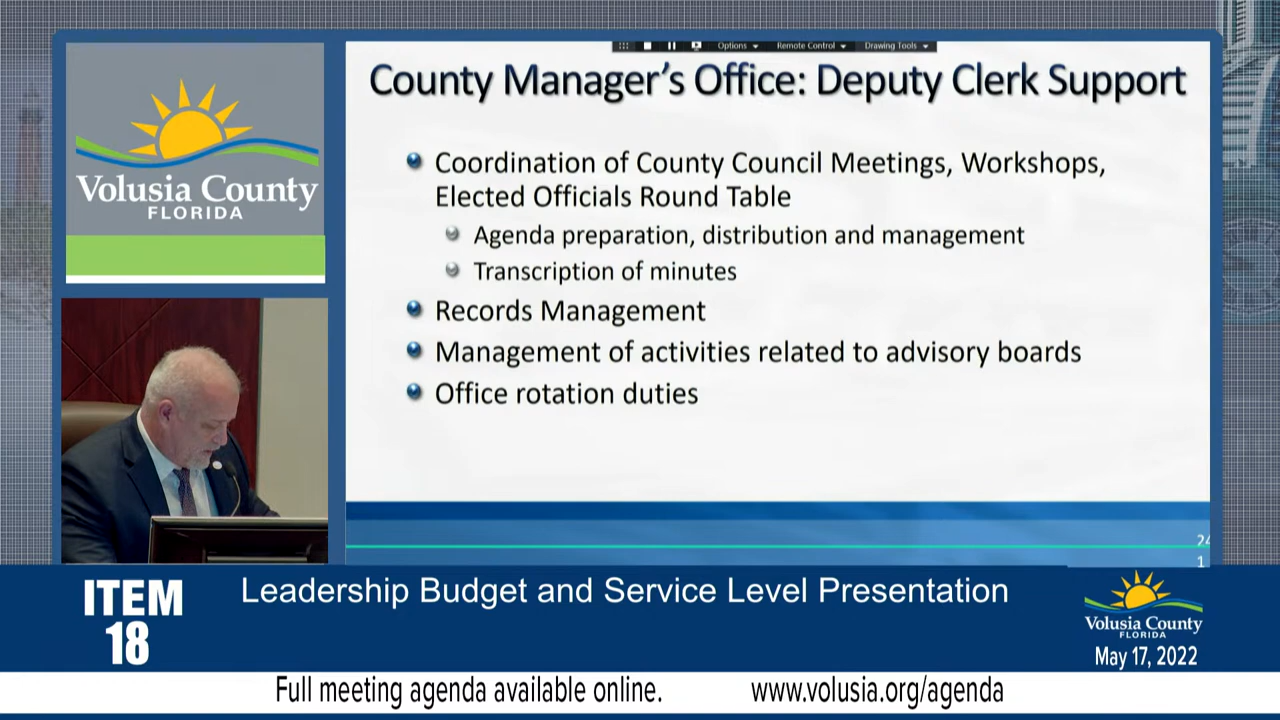 Options
Remote Control
Drawing Tools
Volusia County
FLORIDA
County Manager's Office: Deputy Clerk Support
Coordination of County Council Meetings, Workshops,
Elected Officials Round Table
Agenda preparation, distribution and management
Transcription of minutes
Records Management
Management of activities related to advisory boards
Office rotation duties
24
1
ITEM
18
Leadership Budget and Service Level Presentation
Volusia County
FLORIDA
May 17, 2022
Full meeting agenda available online.
www.volusia.org/agenda